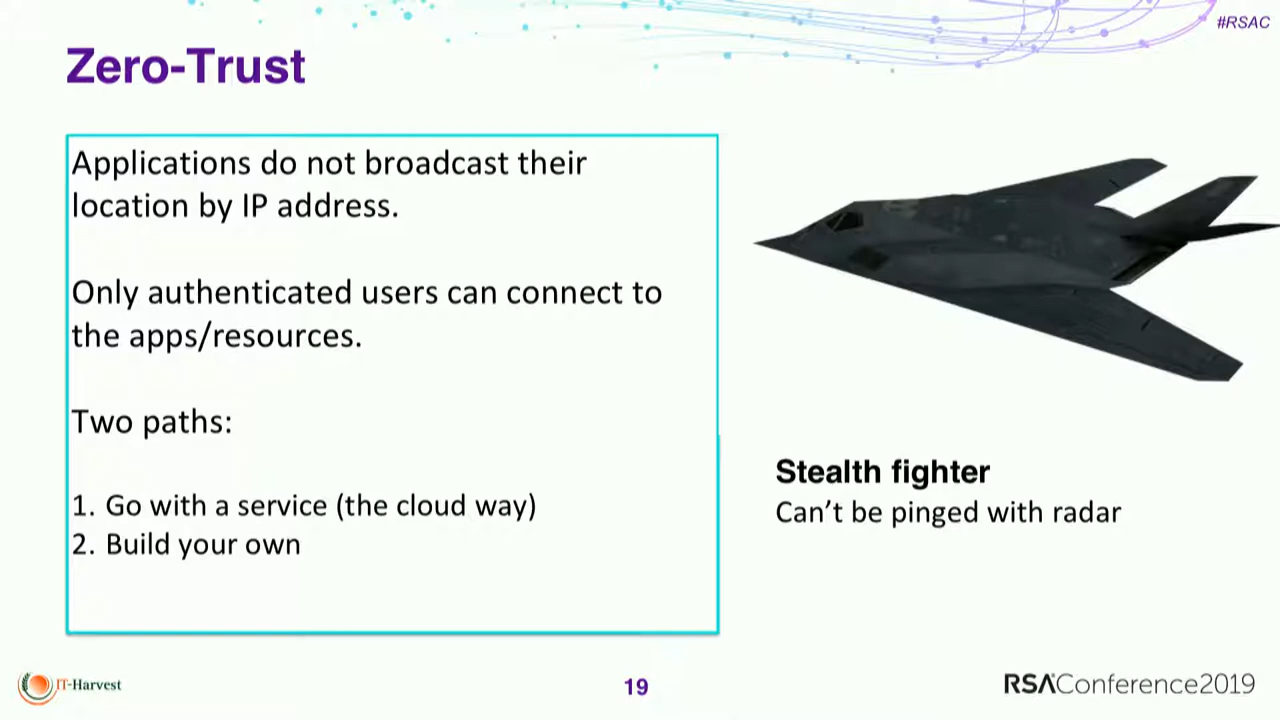 #RSAC
Zero-Trust
Applications do not broadcast their
location by IP address.
Only authenticated users can connect to
the apps/resources.
Two paths:
1. Go with a service (the cloud way)
2. Build your own
Stealth fighter
Can’t be pinged with radar
IT-Harvest
19
RSAConference2019